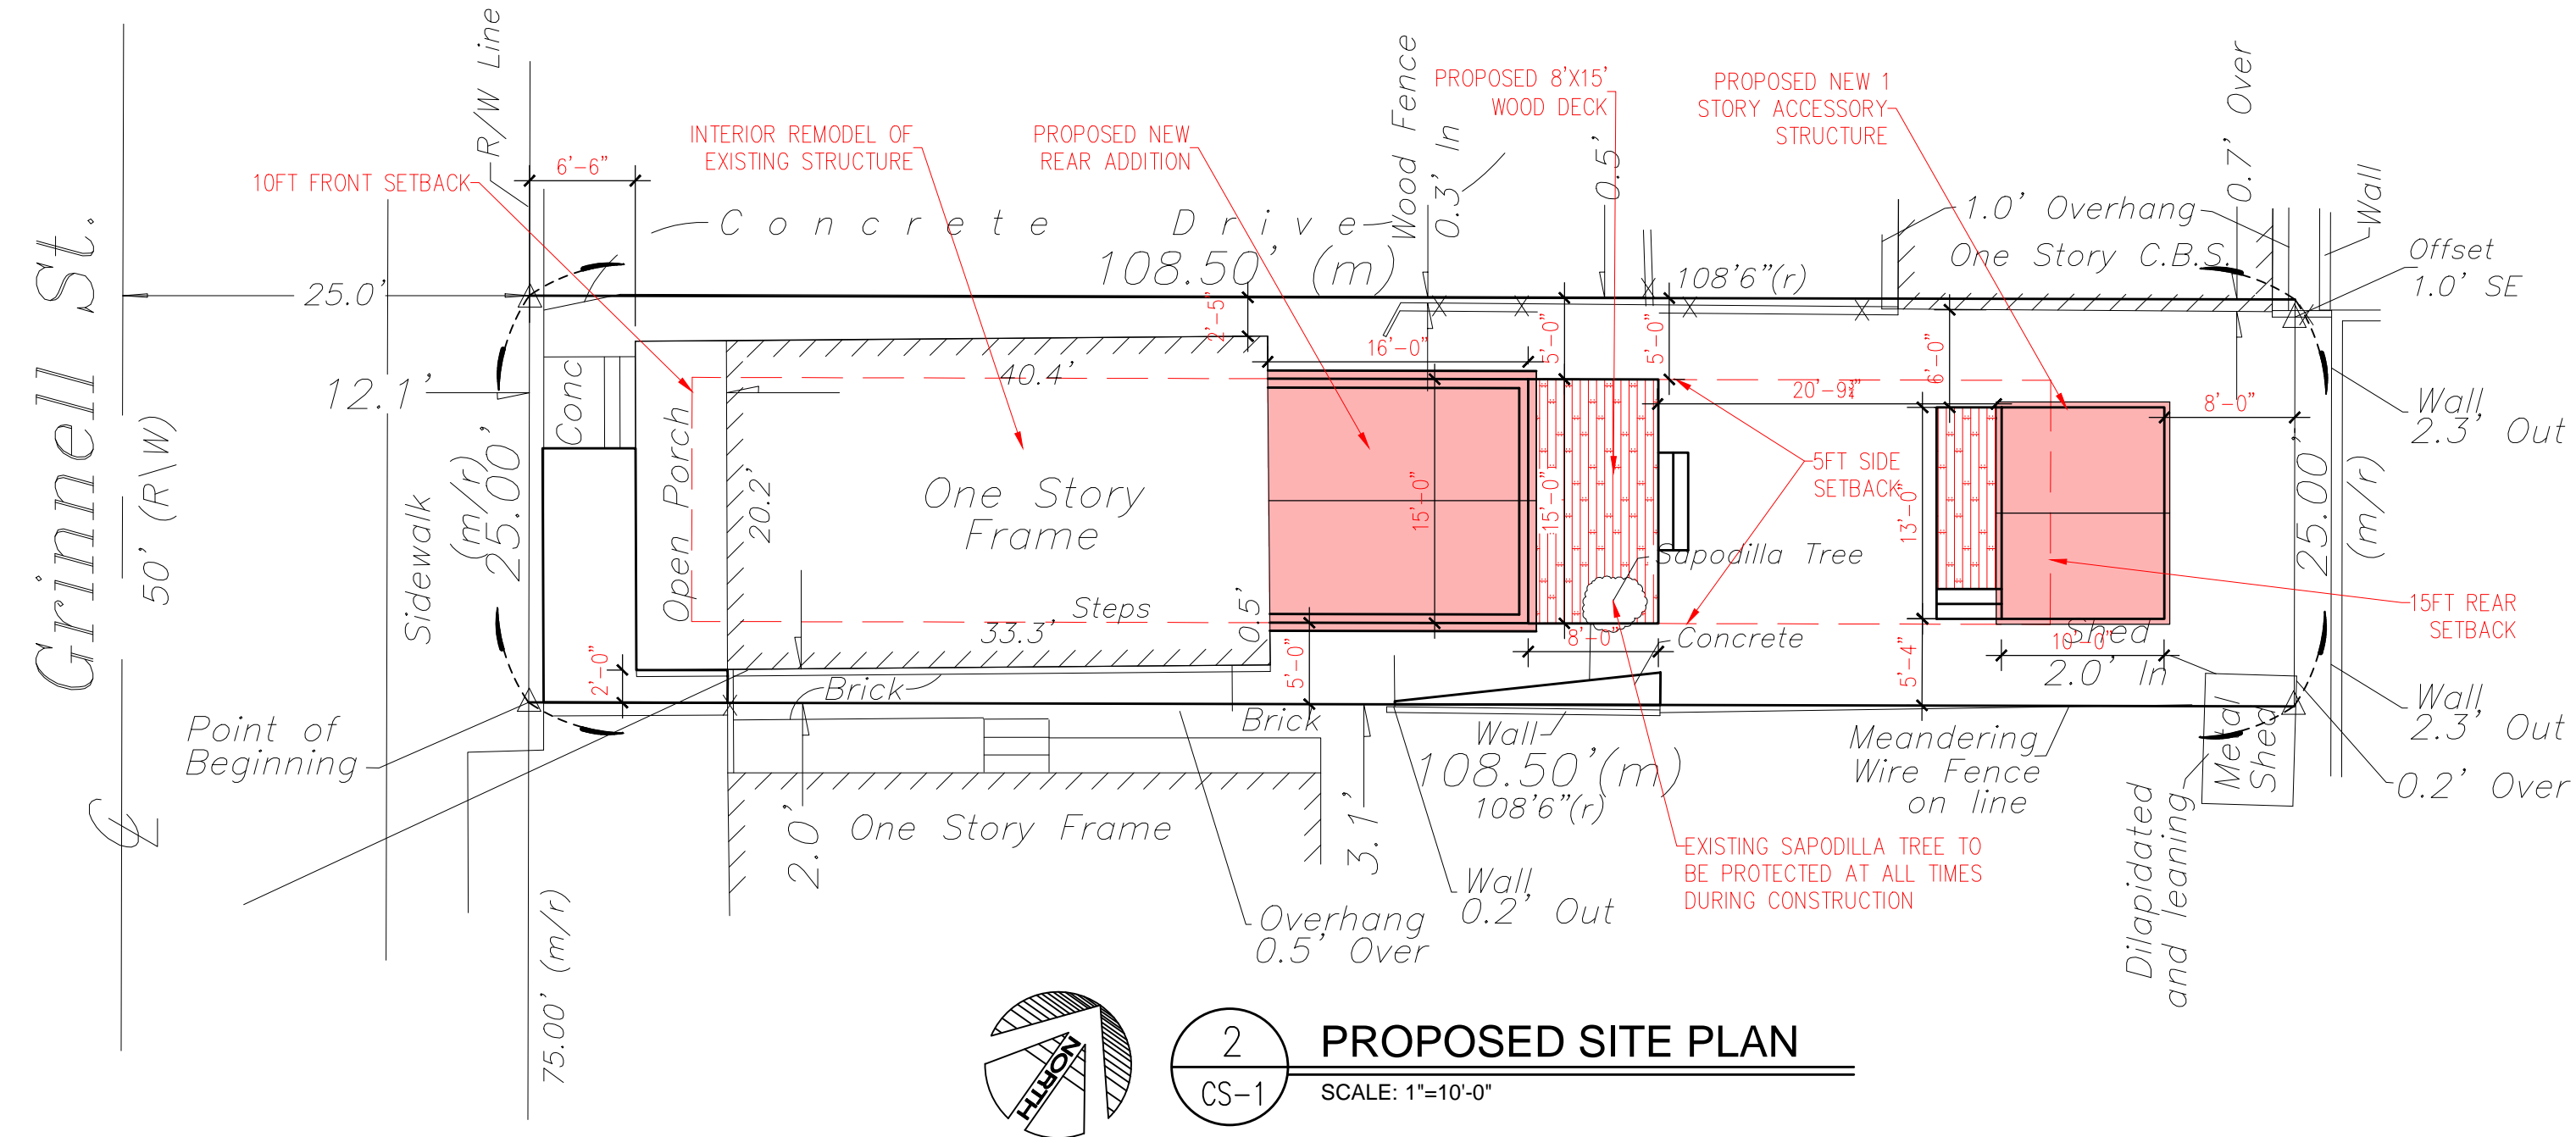 Grinnell St.
50' (R\W)
25.0'
12.1'
Sidewalk
R/W Line
10FT FRONT SETBACK
6'-6"
INTERIOR REMODEL OF
EXISTING STRUCTURE
PROPOSED NEW
REAR ADDITION
Concrete Drive
108.50' (m)
Wood Fence
0.3' In
PROPOSED 8'X15'
WOOD DECK
0.5'
PROPOSED NEW 1
STORY ACCESSORY
STRUCTURE
0.7' Over
1.0' Overhang
One Story C.B.S.
Wall
Offset
1.0' SE
108'6"(r)
2'-5"
16'-0"
5'-0"
5'-0"
6'-0"
20'-9¾"
8'-0"
Wall
2.3' Out
Conc
(m/r)
25.00'
Open Porch
40.4'
20.2'
One Story
Frame
Steps
33.3'
0.5'
15'-0"
15'-0"
5FT SIDE
SETBACK
13'-0"
25.00'
(m/r)
Sapodilla Tree
15FT REAR
SETBACK
8'-0"
Concrete
5'-0"
5'-4"
10'-0"
Shed
2.0' In
2'-0"
Brick
Brick
Point of
Beginning
Wall
108.50'(m)
108'6"(r)
Meandering
Wire Fence
on line
Metal
Shed
Wall
2.3' Out
0.2' Over
One Story Frame
2.0'
3.1'
EXISTING SAPODILLA TREE TO
BE PROTECTED AT ALL TIMES
DURING CONSTRUCTION
Wall
0.2' Out
Overhang
0.5' Over
Dilapidated
and leaning
75.00' (m/r)
NORTH
2
CS-1
PROPOSED SITE PLAN
SCALE: 1"=10'-0"